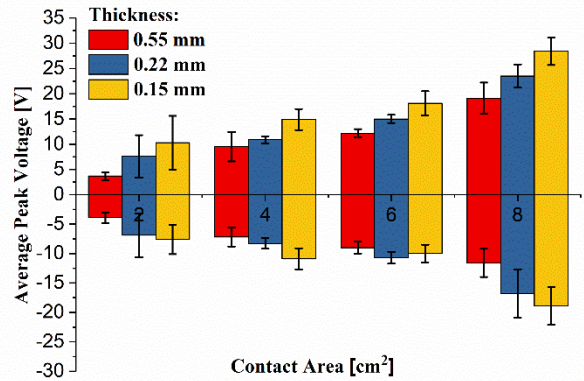 Thickness:
0.55 mm
0.22 mm
0.15 mm
Average Peak Voltage [V]
35
30
25
20
15
10
5
0
-5
-10
-15
-20
-25
-30
2 4 6 8
Contact Area [cm²]